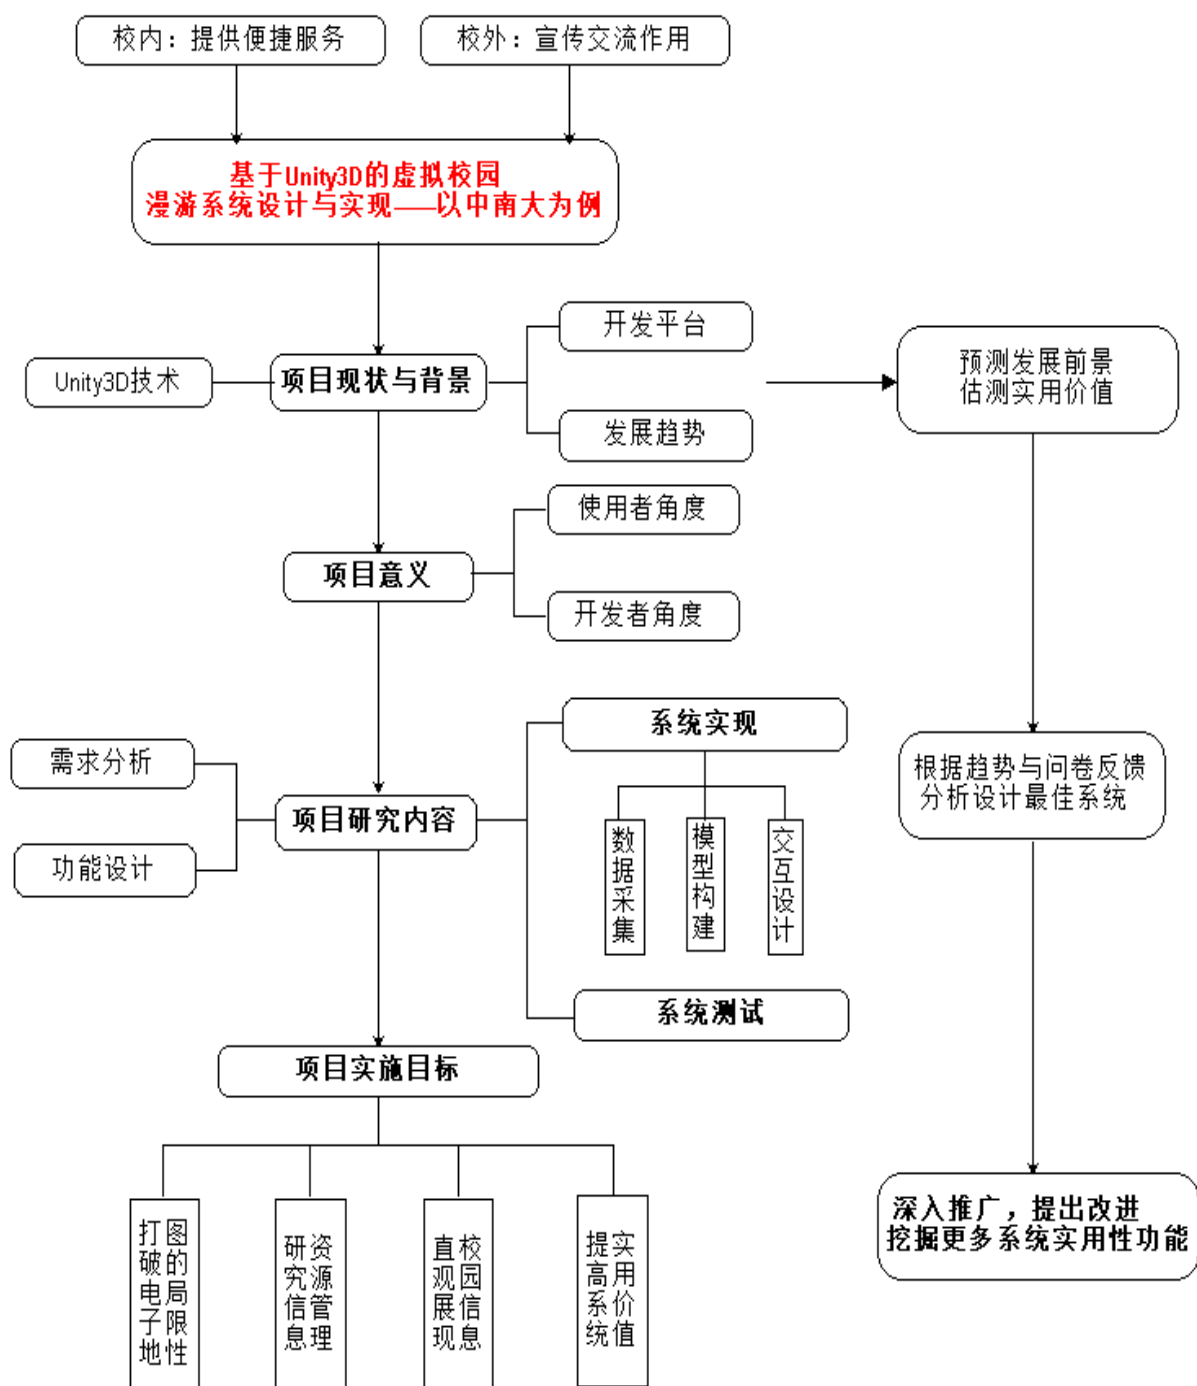 校内：提供便捷服务
校外：宣传交流作用
基于Unity3D的虚拟校园
漫游系统设计与实现——以中南大为例
开发平台
Unity3D技术
项目现状与背景
预测发展前景
估测实用价值
发展趋势
使用者角度
项目意义
开发者角度
系统实现
需求分析
根据趋势与问卷反馈
分析设计最佳系统
项目研究内容
功能设计
数据采集
模型构建
交互设计
系统测试
项目实施目标
打破电子地
图的局限性
研究信息
资源管理
直观展现
校园信息
提高系统
实用价值
深入推广，提出改进
挖掘更多系统实用性功能